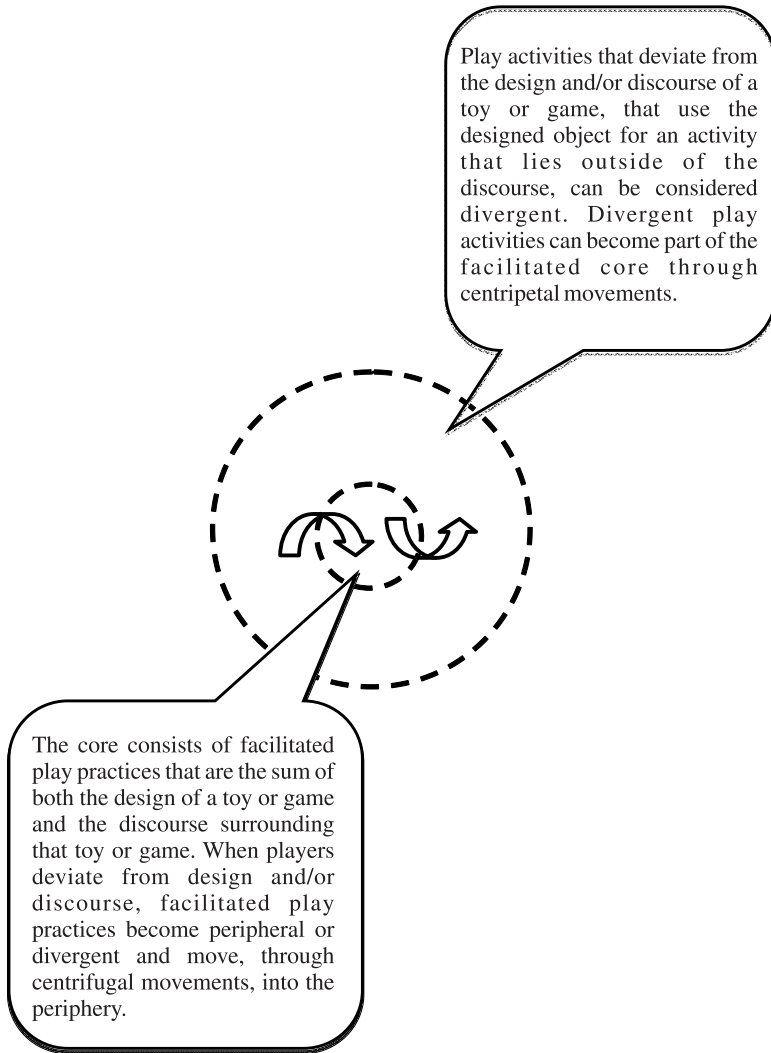 Play activities that deviate from
the design and/or discourse of a
toy or game, that use the
designed object for an activity
that lies outside of the
discourse, can be considered
divergent. Divergent play
activities can become part of the
facilitated core through
centripetal movements.
The core consists of facilitated
play practices that are the sum of
both the design of a toy or game
and the discourse surrounding
that toy or game. When players
deviate from design and/or
discourse, facilitated play
practices become peripheral or
divergent and move, through
centrifugal movements, into the
periphery.